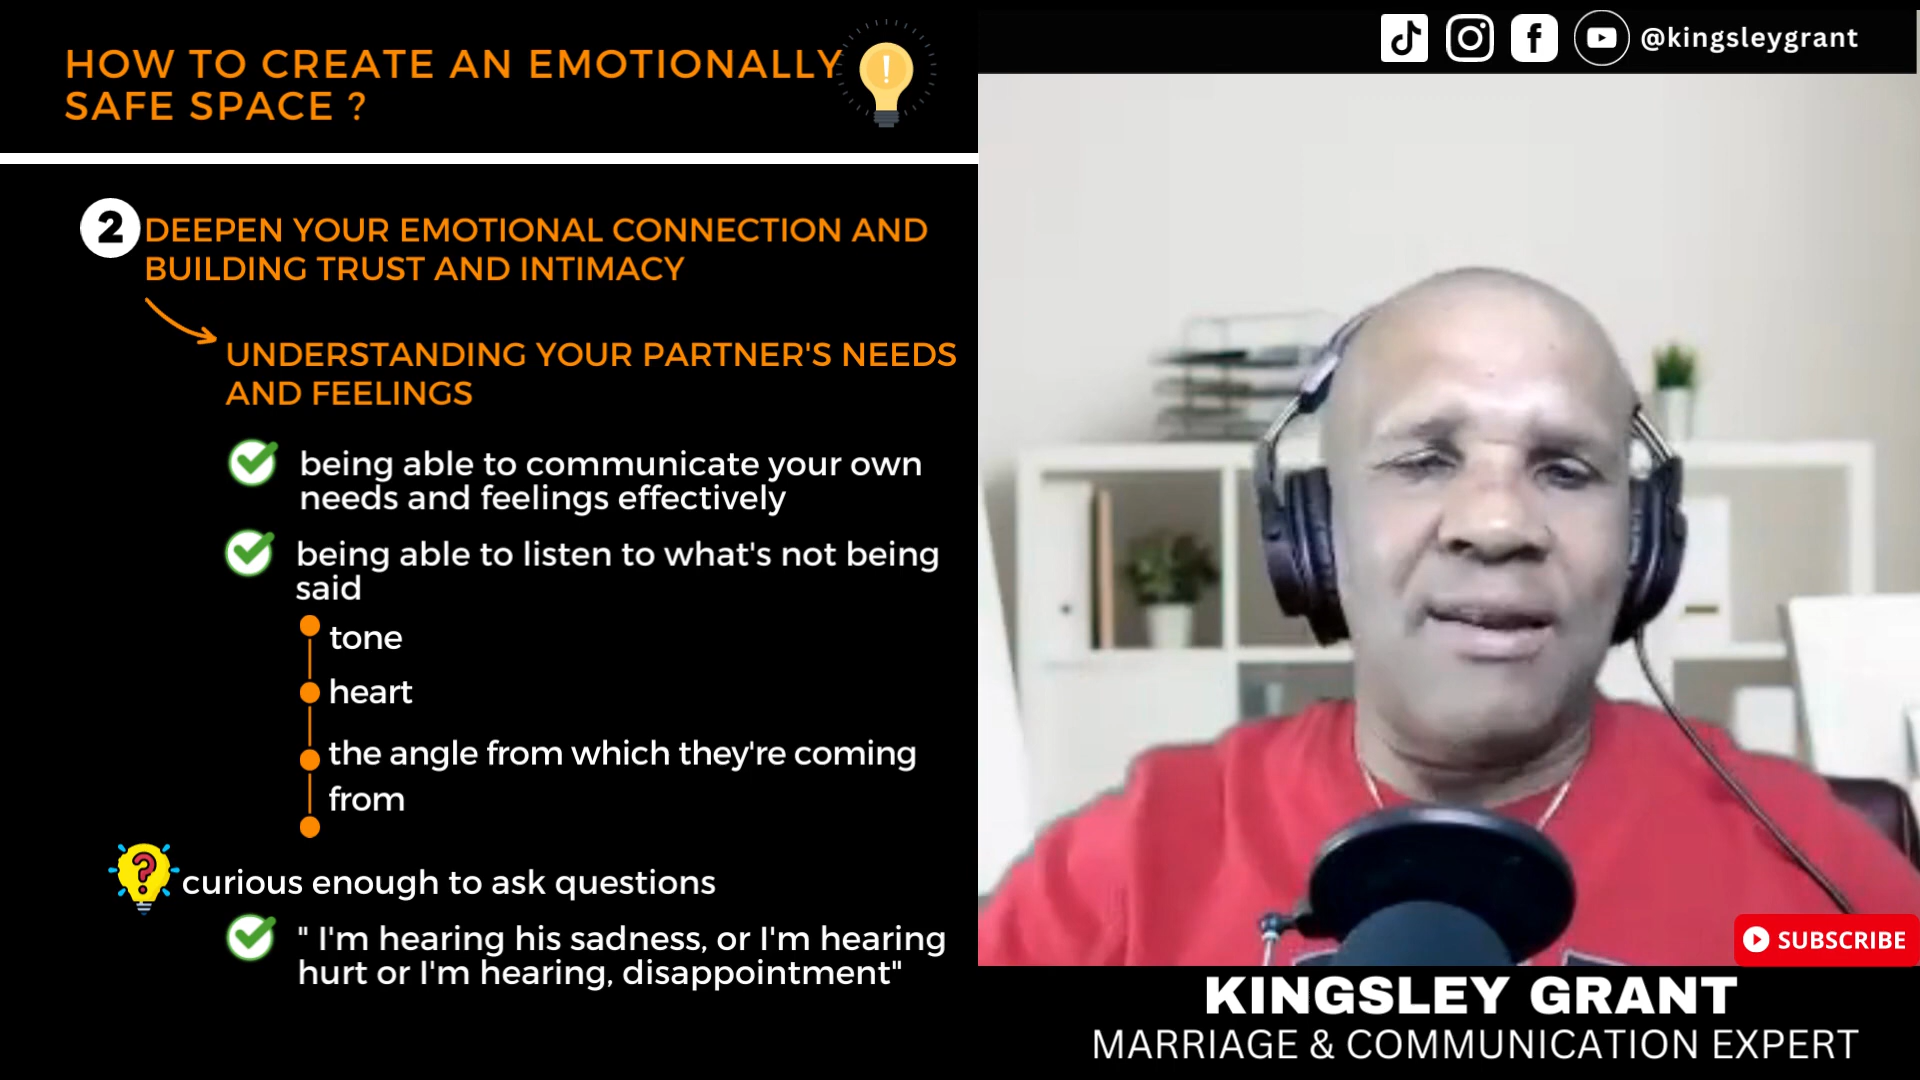 HOW TO CREATE AN EMOTIONALLY
SAFE SPACE ?
2
DEEPEN YOUR EMOTIONAL CONNECTION AND
BUILDING TRUST AND INTIMACY
UNDERSTANDING YOUR PARTNER'S NEEDS
AND FEELINGS
being able to communicate your own
needs and feelings effectively
being able to listen to what's not being
said
tone
heart
the angle from which they're coming
from
curious enough to ask questions
" I'm hearing his sadness, or I'm hearing
hurt or I'm hearing, disappointment"
@kingsleygrant
SUBSCRIBE
KINGSLEY GRANT
MARRIAGE & COMMUNICATION EXPERT